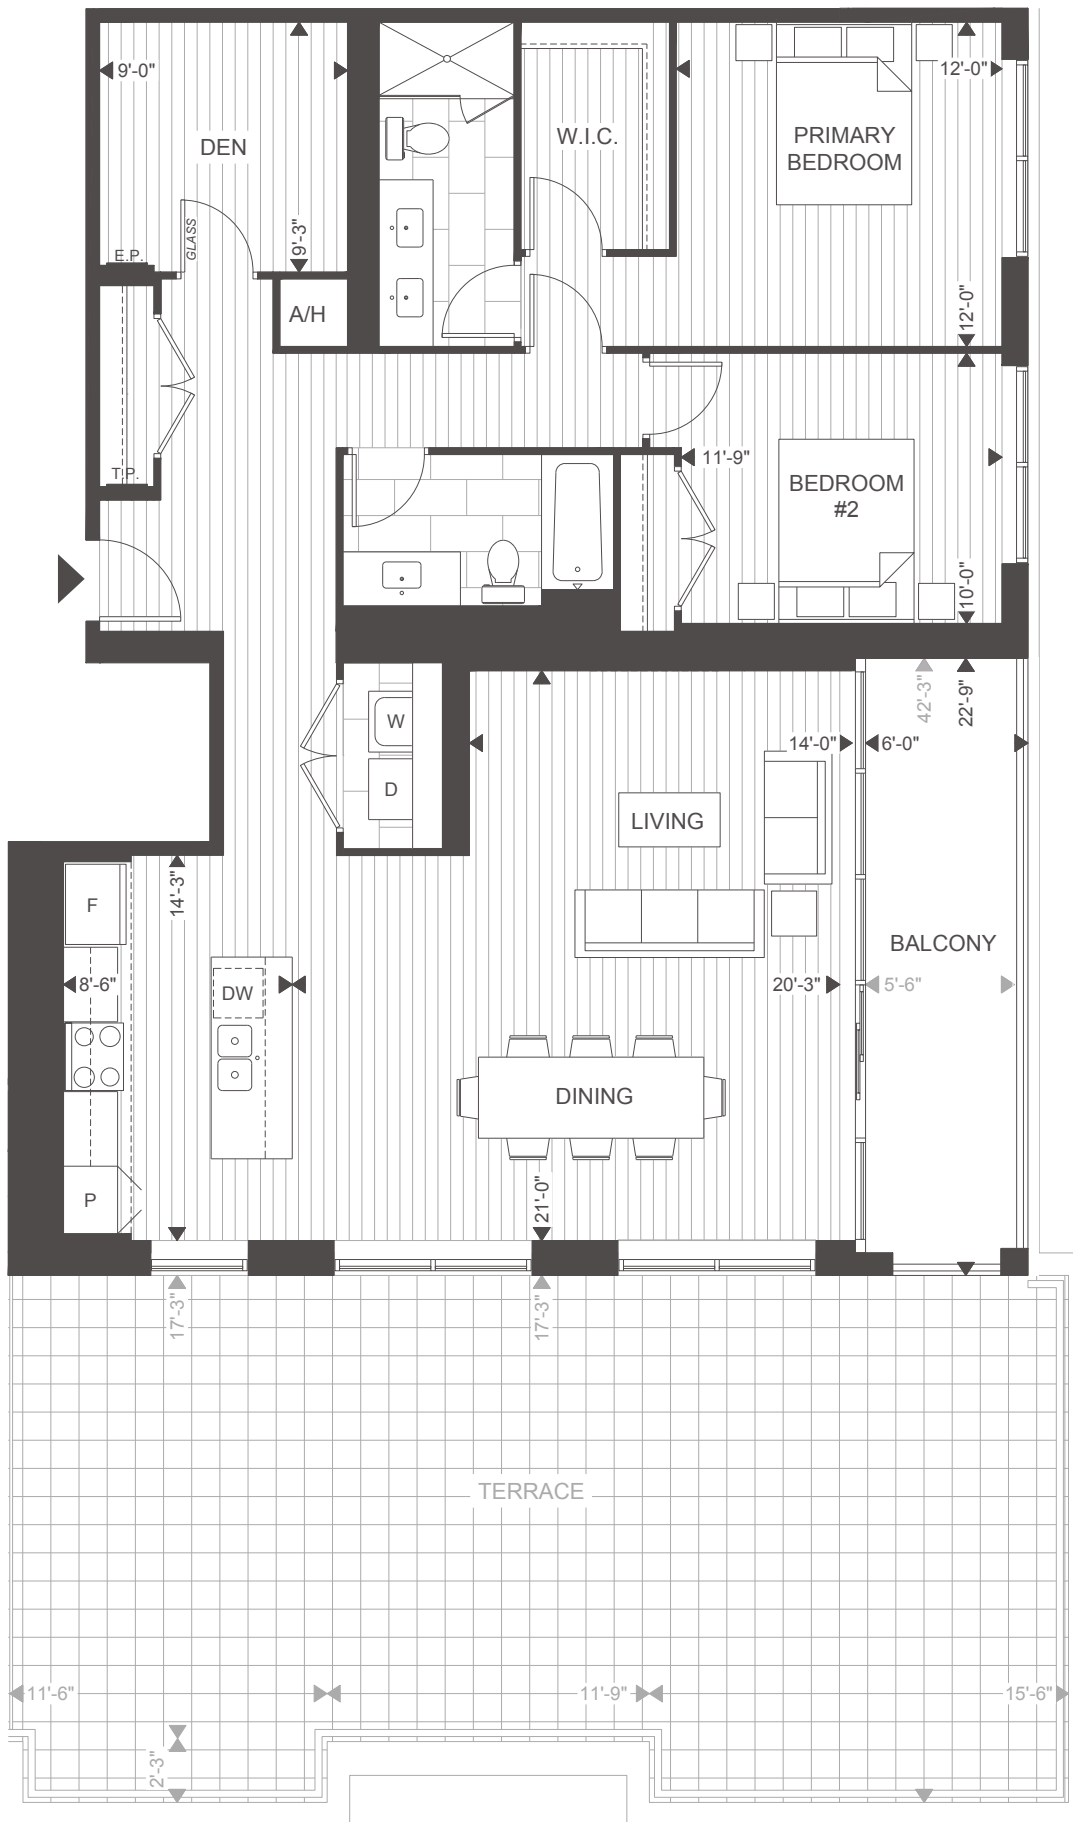 9'-0"
12'-0"
W.I.C.
PRIMARY
BEDROOM
DEN
GLASS
9'-3"
E.P.
A/H
12'-0"
T.P.
11'-9"
BEDROOM
#2
10'-0"
42'-3"
22'-9"
W
14'-0"
6'-0"
D
LIVING
14'-3"
F
BALCONY
8'-6"
DW
20'-3"
5'-6"
DINING
P
21'-0"
17'-3"
17'-3"
TERRACE
11'-6"
11'-9"
15'-6"
2'-3"